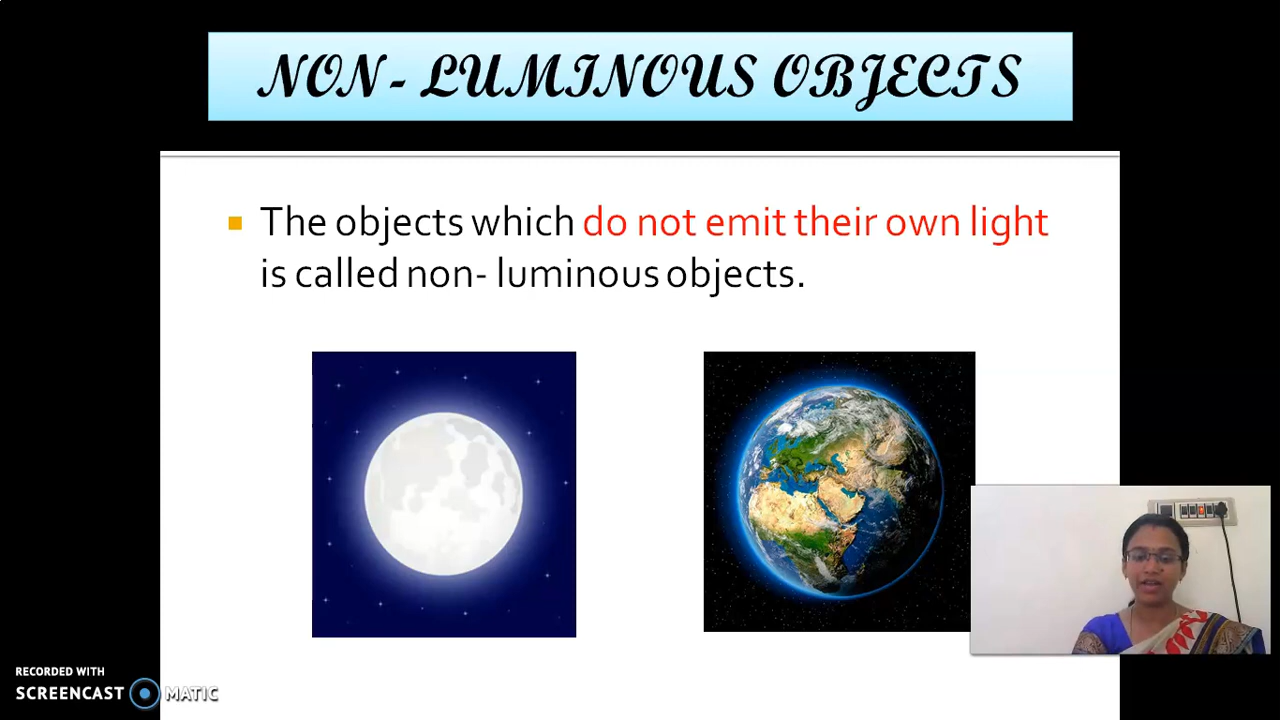 NON- LUMINOUS OBJECTS
The objects which do not emit their own light
is called non- luminous objects.
RECORDED WITH
SCREENCAST MATIC